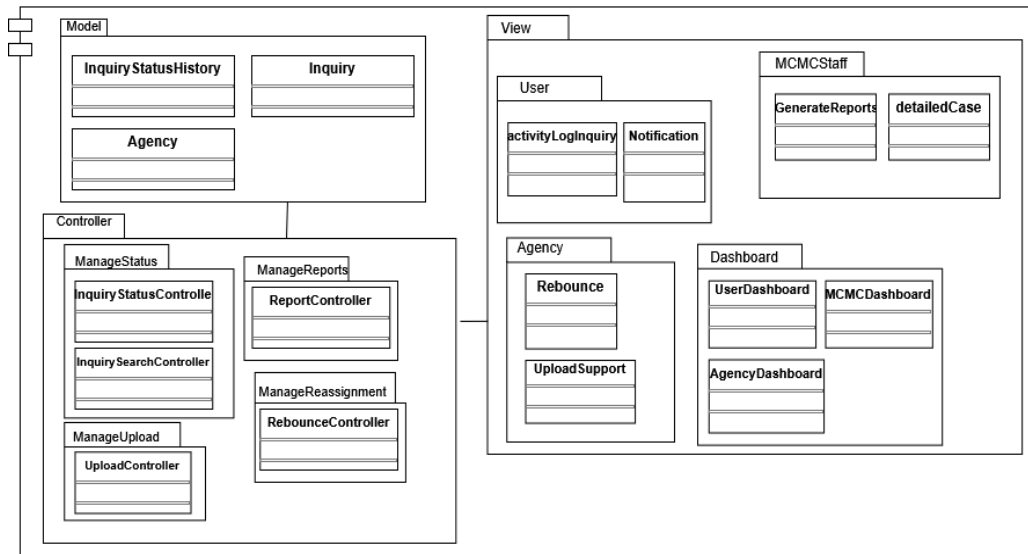 Model
InquiryStatusHistory
Inquiry
Agency
Controller
ManageStatus
InquiryStatusControlle
InquirySearchController
ManageReports
ReportController
ManageReassignment
RebounceController
ManageUpload
UploadController
View
User
activityLogInquiry
Notification
MCMCStaff
GenerateReports
detailedCase
Agency
Rebounce
UploadSupport
Dashboard
UserDashboard
MCMCDashboard
AgencyDashboard